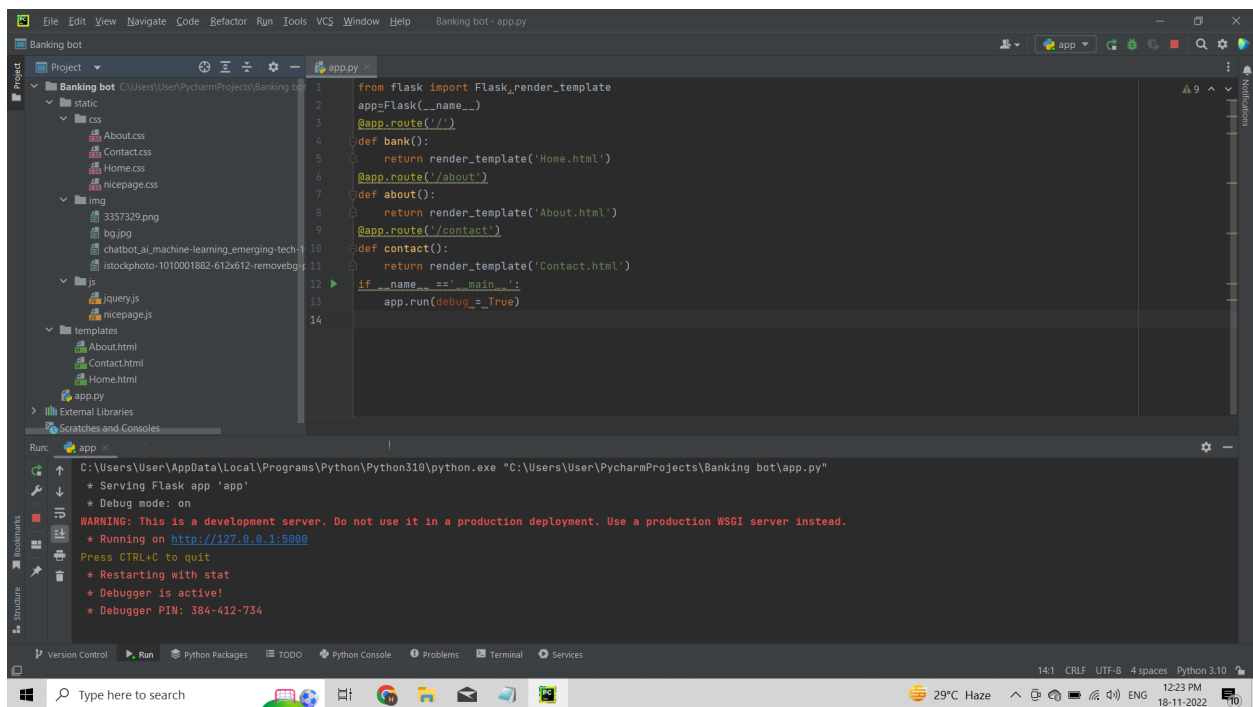 File Edit View Navigate Code Refactor Run Tools VCS Window Help Banking bot - app.py
Banking bot
app
Project
app.py
Project
Notifications
Banking bot C:\Users\User\PycharmProjects\Banking bot
static
css
About.css
Contact.css
Home.css
nicepage.css
img
3357329.png
bg.jpg
chatbot_ai_machine-learning_emerging-tech-1
istockphoto-1010001882-612x612-removebg-p
js
jquery.js
nicepage.js
templates
About.html
Contact.html
Home.html
app.py
External Libraries
Scratches and Consoles
1 from flask import Flask,render_template
2 app=Flask(__name__)
3 @app.route('/')
4 def bank():
5 return render_template('Home.html')
6 @app.route('/about')
7 def about():
8 return render_template('About.html')
9 @app.route('/contact')
10 def contact():
11 return render_template('Contact.html')
12 if __name__ =='__main__':
13 app.run(debug = True)
14
9
Run: app
C:\Users\User\AppData\Local\Programs\Python\Python310\python.exe "C:\Users\User\PycharmProjects\Banking bot\app.py"
* Serving Flask app 'app'
* Debug mode: on
WARNING: This is a development server. Do not use it in a production deployment. Use a production WSGI server instead.
* Running on http://127.0.0.1:5000
Press CTRL+C to quit
* Restarting with stat
* Debugger is active!
* Debugger PIN: 384-412-734
Bookmarks
Structure
Version Control Run Python Packages TODO Python Console Problems Terminal Services
14:1 CRLF UTF-8 4 spaces Python 3.10
Type here to search
29°C Haze
ENG
12:23 PM
18-11-2022
10